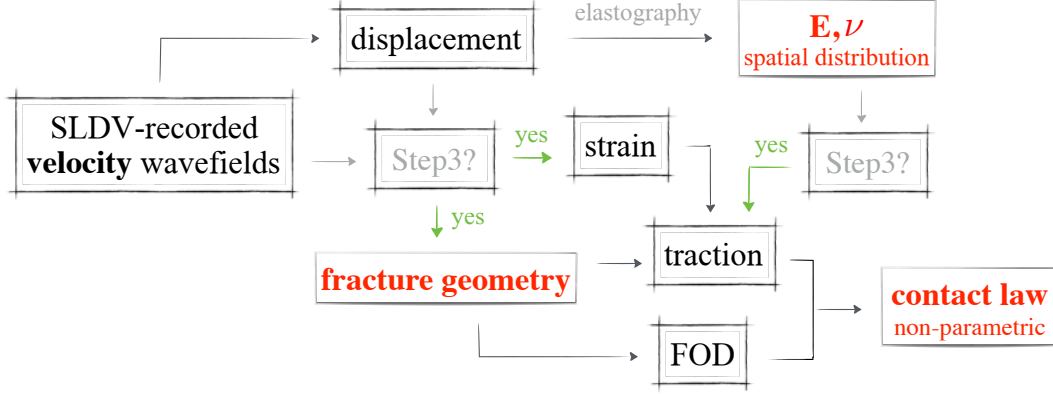 displacement
elastography
E, ν
spatial distribution
SLDV-recorded
velocity wavefields
Step3?
yes
strain
yes
Step3?
yes
fracture geometry
traction
contact law
non-parametric
FOD